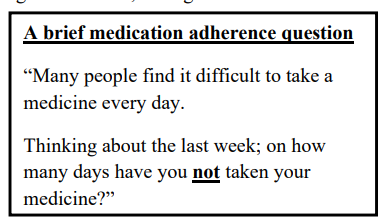 A brief medication adherence question
“Many people find it difficult to take a
medicine every day.
Thinking about the last week; on how
many days have you not taken your
medicine?”